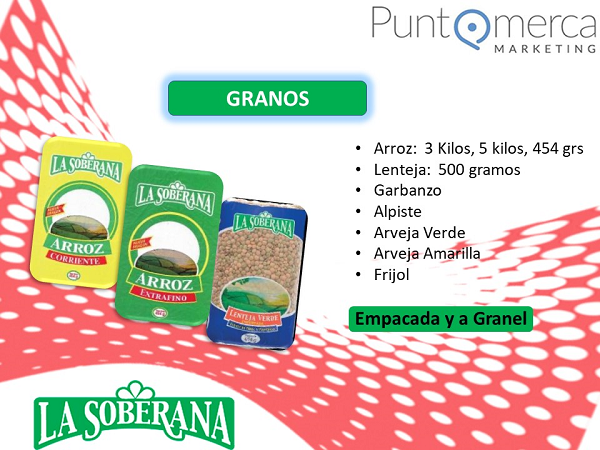 PuntOmerca
MARKETING
GRANOS
• Arroz: 3 Kilos, 5 kilos, 454 grs
• Lenteja: 500 gramos
• Garbanzo
• Alpiste
• Arveja Verde
• Arveja Amarilla
• Frijol
Empacada y a Granel
LA SOBERANA
ARROZ
CORRIENTE
LA SOBERANA
ARROZ
EXTRAFINO
LA SOBERANA
LENTEJA VERDE
LA SOBERANA